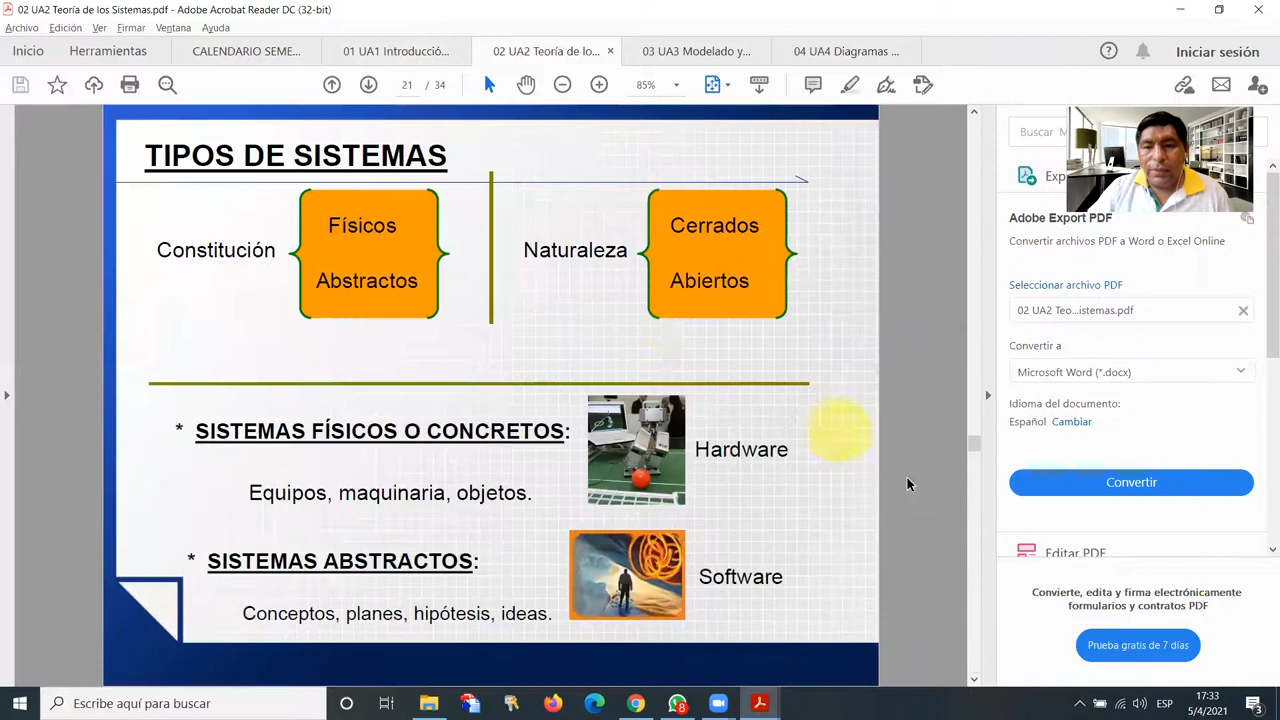 02 UA2 Teoría de los Sistemas.pdf - Adobe Acrobat Reader DC (32-bit)
Archivo Edición Ver Firmar Ventana Ayuda
Inicio Herramientas CALENDARIO SEME... 01 UA1 Introducció... 02 UA2 Teoría de lo... × 03 UA3 Modelado y... 04 UA4 Diagramas ... Iniciar sesión
21 / 34 85%
TIPOS DE SISTEMAS
Constitución
Físicos
Abstractos
Naturaleza
Cerrados
Abiertos
* SISTEMAS FÍSICOS O CONCRETOS:
Hardware
Equipos, maquinaria, objetos.
* SISTEMAS ABSTRACTOS:
Software
Conceptos, planes, hipótesis, ideas.
Buscar 'M
Exp
Adobe Export PDF
Convertir archivos PDF a Word o Excel Online
Seleccionar archivo PDF
02 UA2 Teo...istemas.pdf
Convertir a
Microsoft Word (*.docx)
Idioma del documento:
Español Cambiar
Convertir
Editar PDF
Convierte, edita y firma electrónicamente
formularios y contratos PDF
Prueba gratis de 7 días
Escribe aquí para buscar
8
ESP
17:33
5/4/2021
3